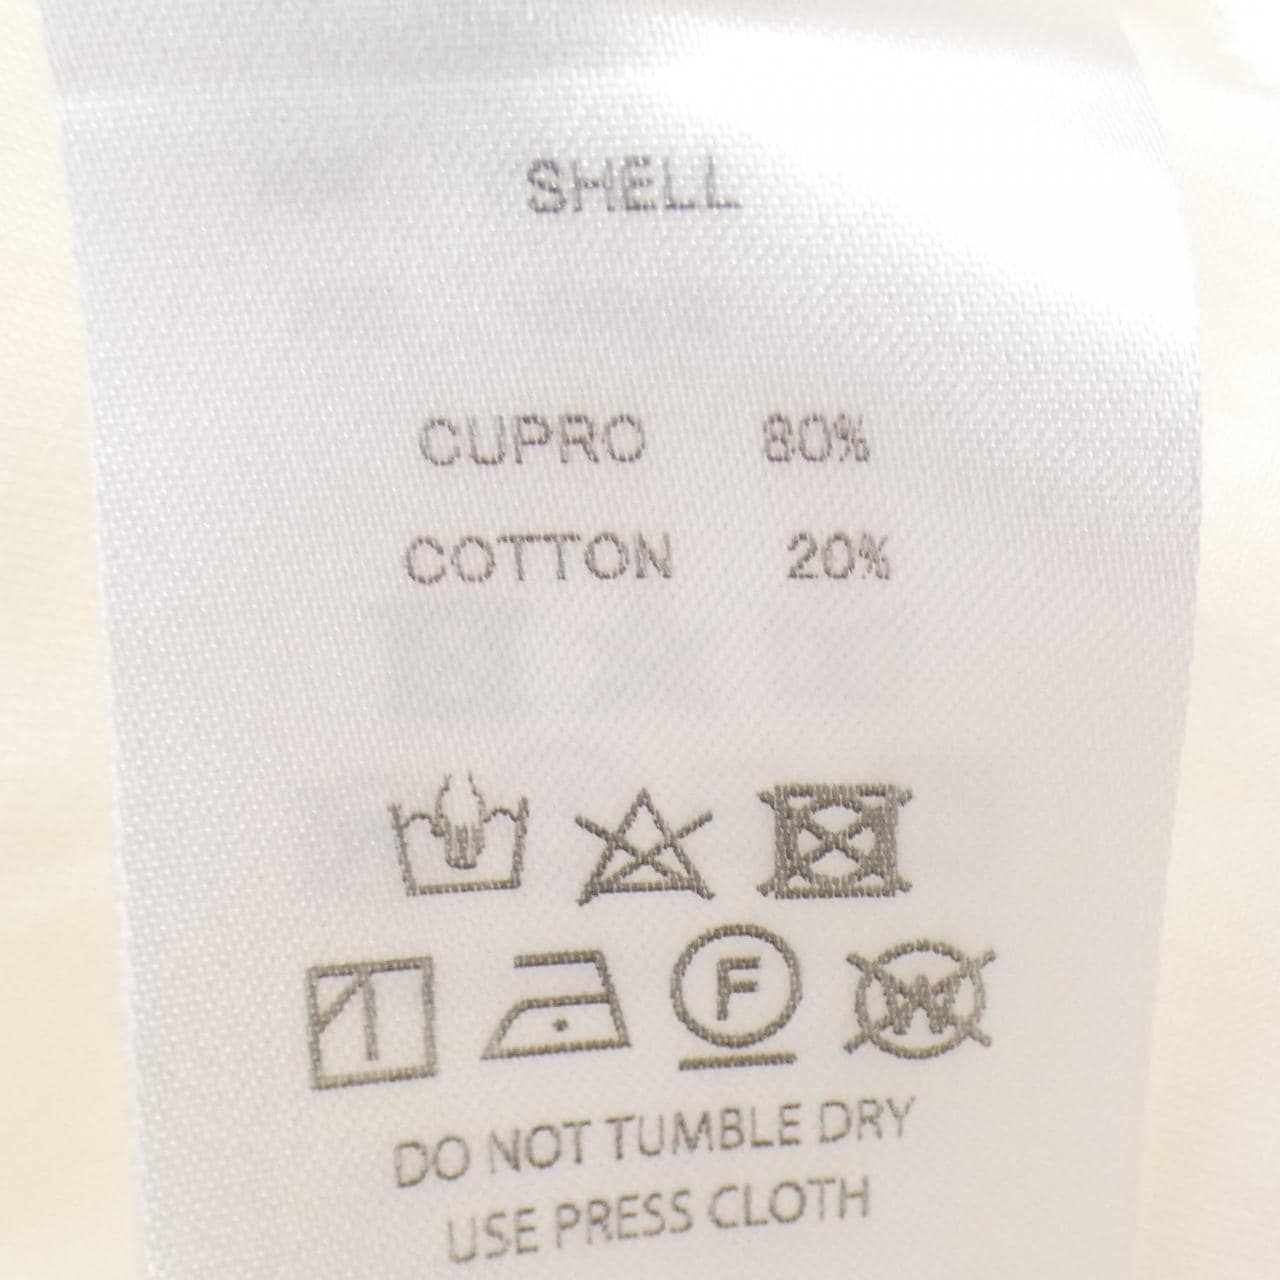 SHELL
CUPRO 80%
COTTON 20%
F W
DO NOT TUMBLE DRY
USE PRESS CLOTH